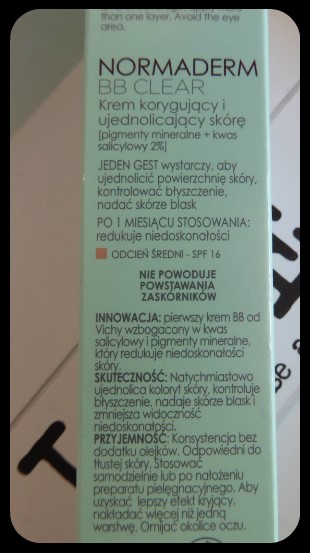 than one layer. Avoid the eye
area.
NORMADERM
BB CLEAR
Krem korygujący i
ujednolicający skórę
[pigmenty mineralne + kwas
salicylowy 2%]
JEDEN GEST wystarczy, aby
ujednolicić powierzchnię skóry,
kontrolować błyszczenie,
nadać skórze blask
PO 1 MIESIĄCU STOSOWANIA:
redukuje niedoskonałości
ODCIEŃ ŚREDNI - SPF 16
NIE POWODUJE
POWSTAWANIA
ZASKÓRNIKÓW
INNOWACJA: pierwszy krem BB od
Vichy wzbogacony w kwas
salicylowy i pigmenty mineralne,
który redukuje niedoskonałości
skóry.
SKUTECZNOŚĆ: Natychmiastowo
ujednolica koloryt skóry, kontroluje
błyszczenie, nadaje skórze blask i
zmniejsza widoczność
niedoskonałości.
PRZYJEMNOŚĆ: Konsystencja bez
dodatku olejków. Odpowiedni do
tłustej skóry. Stosować
samodzielnie lub po nałożeniu
preparatu pielęgnacyjnego. Aby
uzyskać lepszy efekt kryjący,
nakładać więcej niż jedną
warstwę. Omijać okolice oczu.